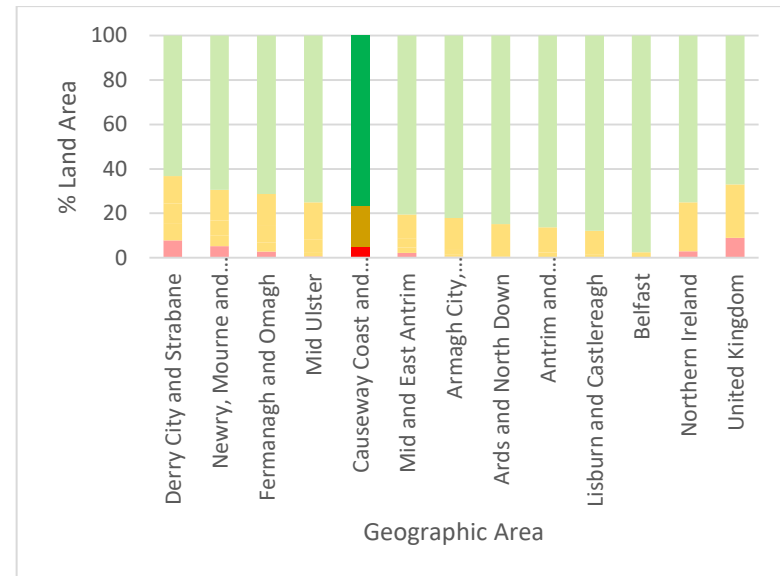 100
80
60
40
20
0
% Land Area
Derry City and Strabane
Newry, Mourne and...
Fermanagh and Omagh
Mid Ulster
Causeway Coast and...
Mid and East Antrim
Armagh City,...
Ards and North Down
Antrim and...
Lisburn and Castlereagh
Belfast
Northern Ireland
United Kingdom
Geographic Area